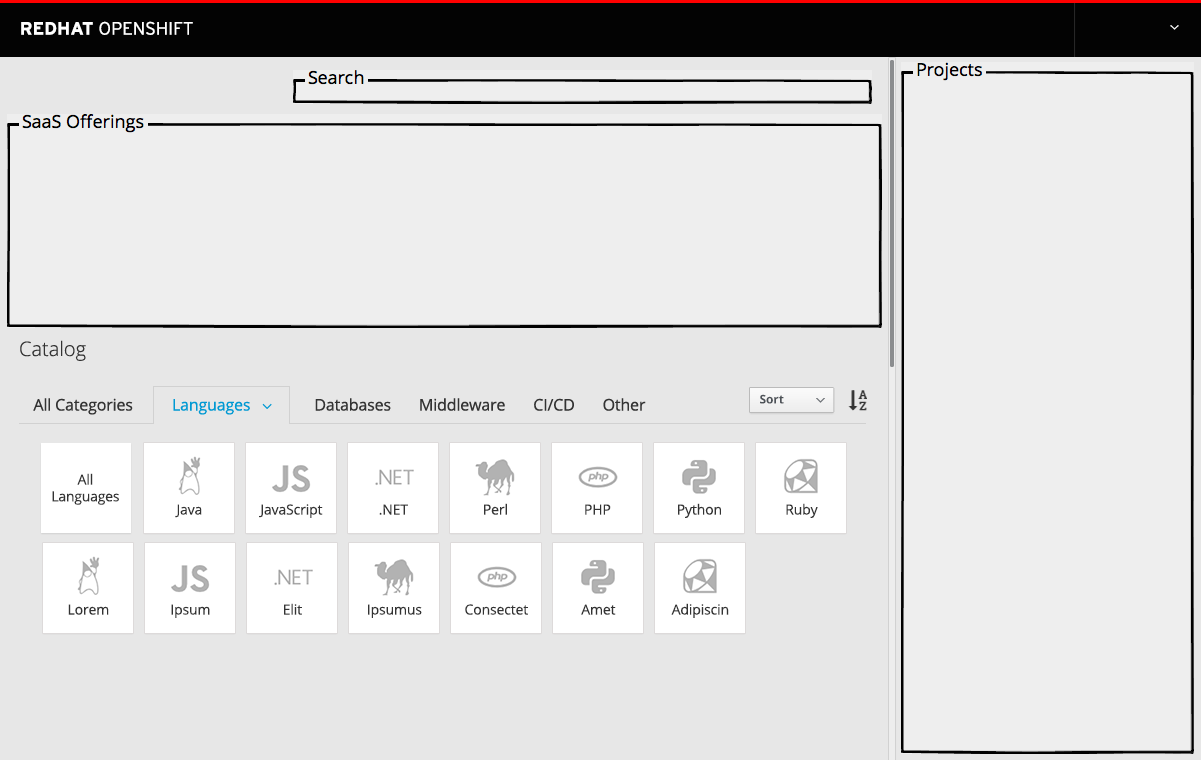 REDHAT OPENSHIFT
Search
Projects
SaaS Offerings
Catalog
All Categories Languages Databases Middleware CI/CD Other Sort A Z
All
Languages
Java
JS
JavaScript
.NET
.NET
Perl
php
PHP
Python
Ruby
Lorem
JS
Ipsum
.NET
Elit
Ipsumus
php
Consectet
Amet
Adipiscin